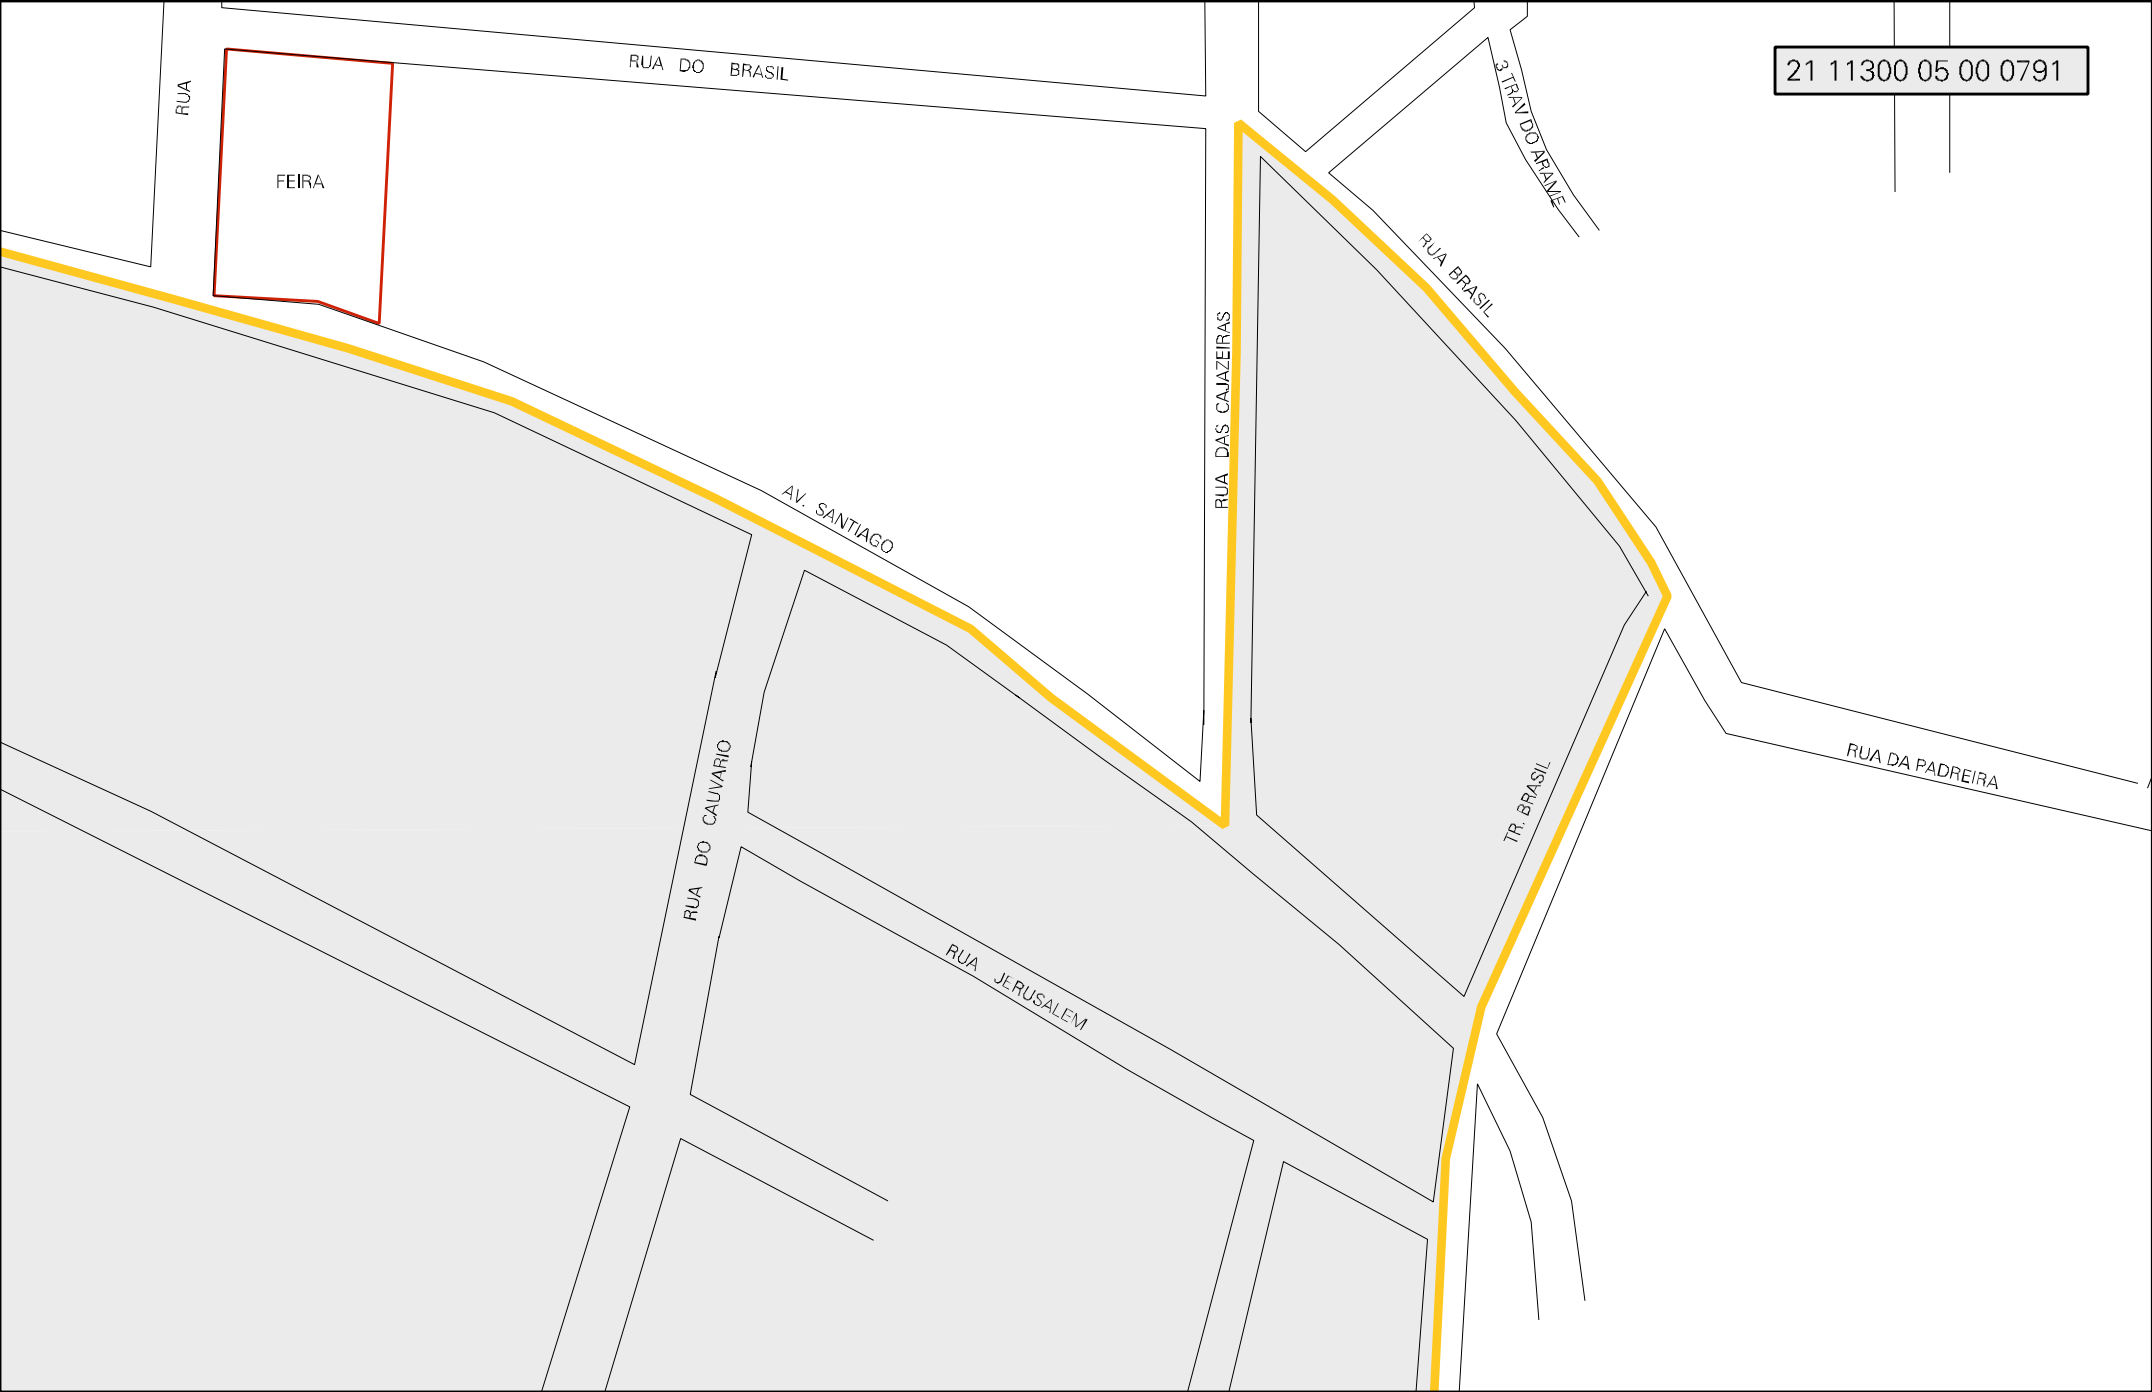 RUA DO BRASIL
21 11300 05 00 0791
RUA
3 TRAV DO ARAME
FEIRA
RUA BRASIL
RUA DAS CAJAZEIRAS
AV. SANTIAGO
RUA DA PADREIRA
TR. BRASIL
RUA DO CAUVARIO
RUA JERUSALEM